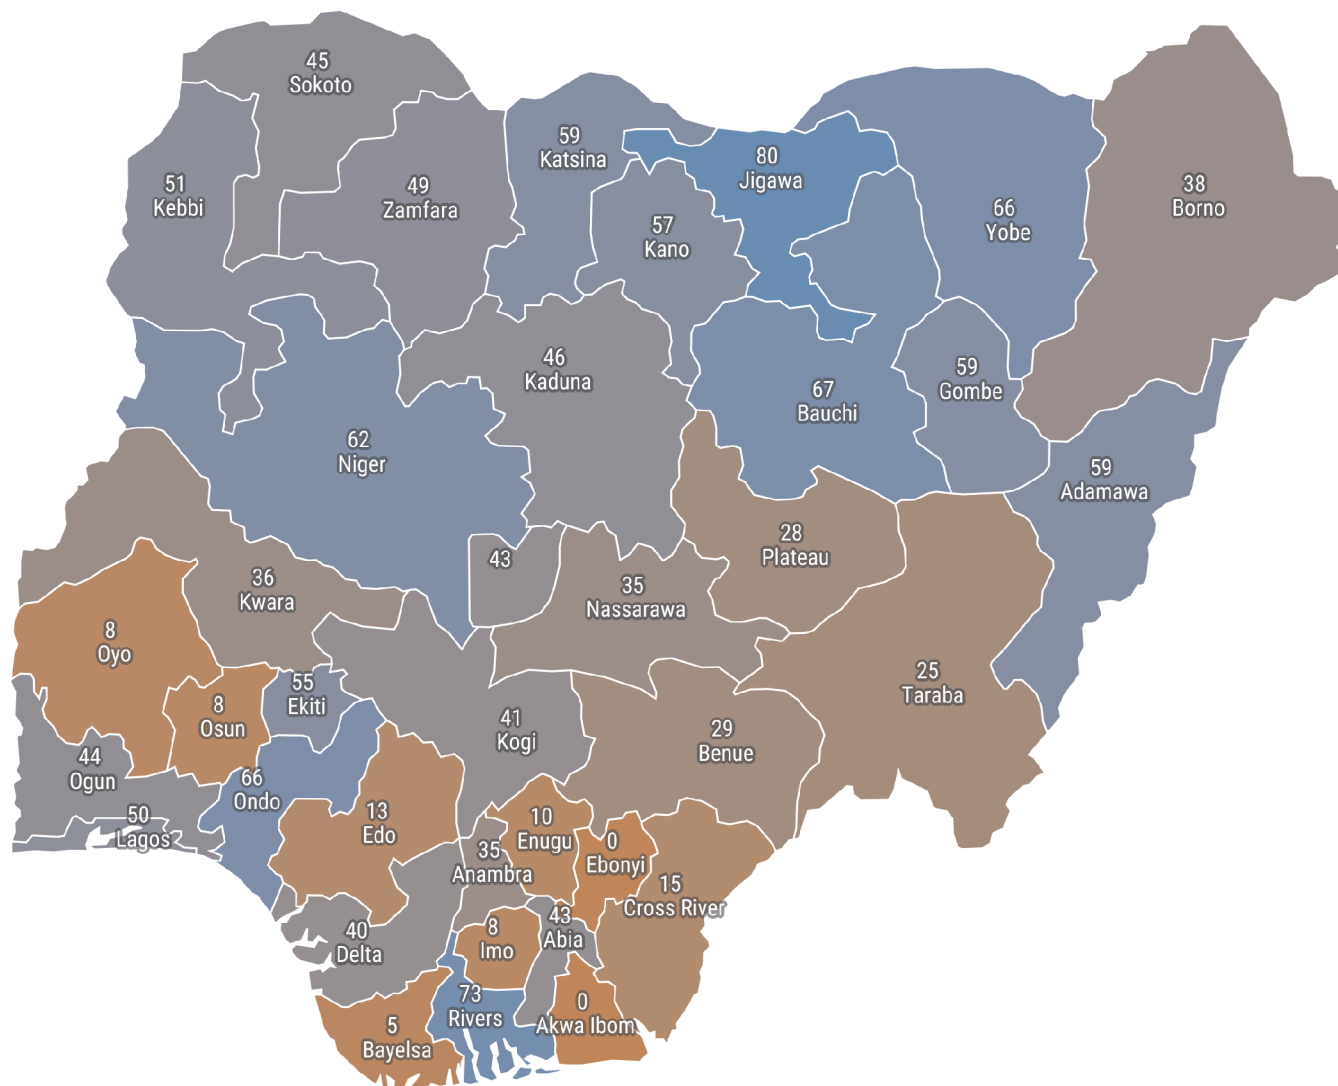 45
Sokoto
59
Katsina
80
Jigawa
51
Kebbi
49
Zamfara
38
Borno
66
Yobe
57
Kano
46
Kaduna
59
Gombe
67
Bauchi
62
Niger
59
Adamawa
28
Plateau
43
36
Kwara
35
Nassarawa
8
Oyo
25
Taraba
55
Ekiti
8
Osun
41
Kogi
29
Benue
44
Ogun
66
Ondo
50
Lagos
13
Edo
10
Enugu
0
Ebonyi
35
Anambra
15
Cross River
43
Abia
8
Imo
40
Delta
73
Rivers
0
Akwa Ibom
5
Bayelsa